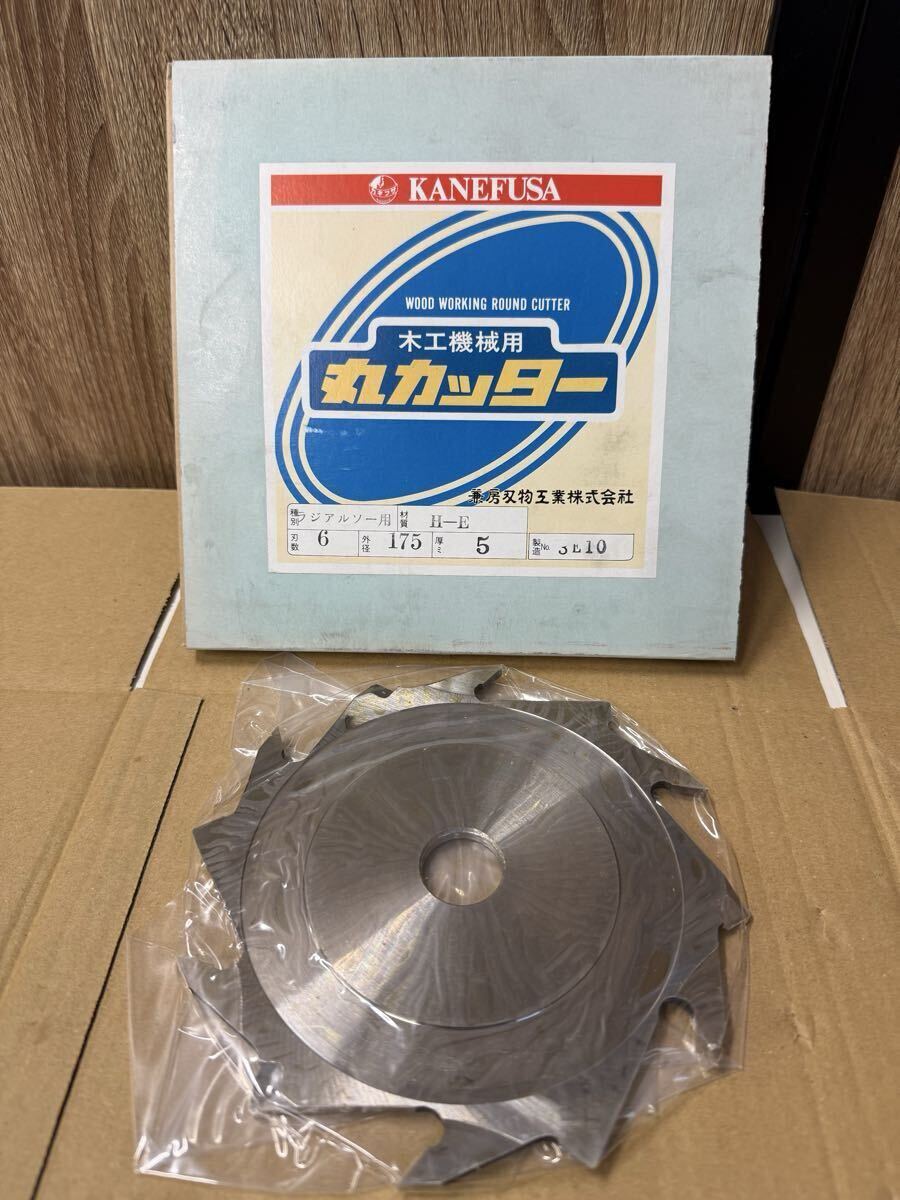 KANEFUSA
WOOD WORKING ROUND CUTTER
木工機械用
丸カッター
兼房刃物工業株式会社
種別 ラジアルソー用 材質 H-E
刃数 6 外径 175 厚ミ 5 製造No. 3E10